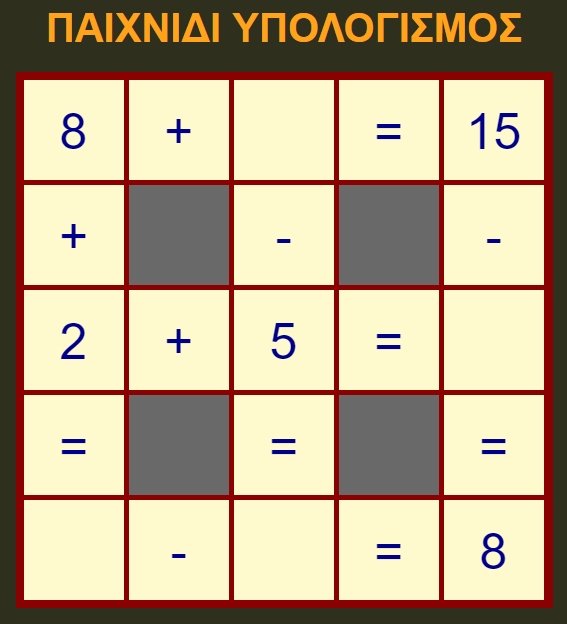 ΠΑΙΧΝΙΔΙ ΥΠΟΛΟΓΙΣΜΟΣ
8 + = 15
+ - -
2 + 5 =
= = =
- = 8